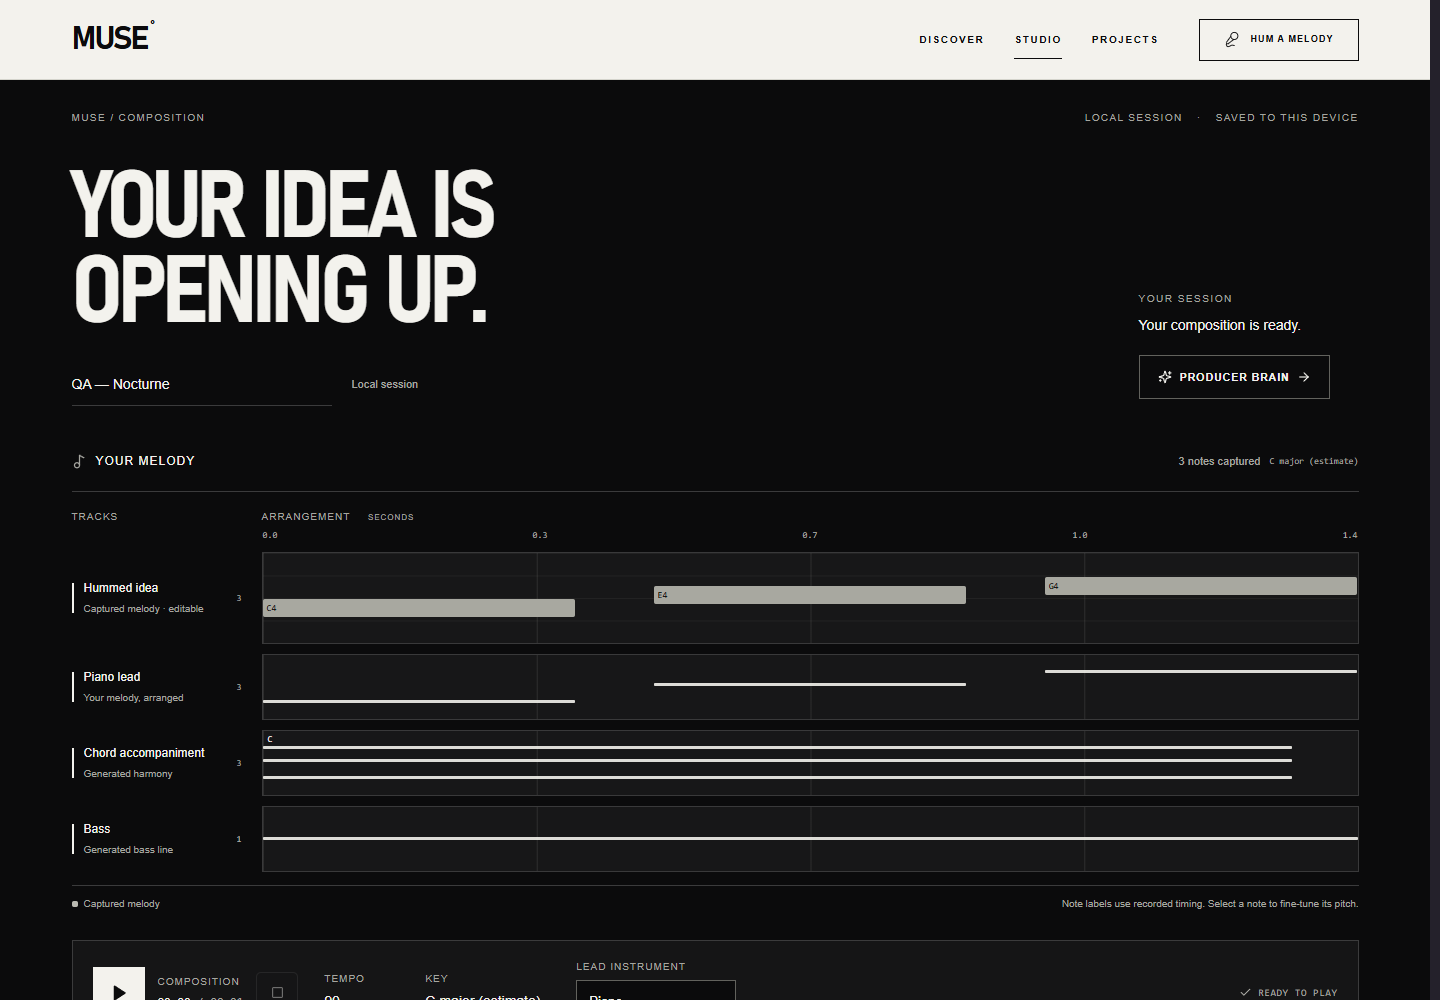 MUSE°
DISCOVER
STUDIO
PROJECTS
HUM A MELODY
MUSE / COMPOSITION
LOCAL SESSION · SAVED TO THIS DEVICE
YOUR IDEA IS
OPENING UP.
YOUR SESSION
Your composition is ready.
PRODUCER BRAIN
QA — Nocturne
Local session
YOUR MELODY
3 notes captured C major (estimate)
TRACKS
ARRANGEMENT SECONDS
0.0 0.3 0.7 1.0 1.4
Hummed idea
Captured melody · editable
3
C4 E4 G4
Piano lead
Your melody, arranged
3
Chord accompaniment
Generated harmony
3
C
Bass
Generated bass line
1
Captured melody
Note labels use recorded timing. Select a note to fine-tune its pitch.
COMPOSITION
TEMPO
KEY
C major (estimate)
LEAD INSTRUMENT
Piano
READY TO PLAY